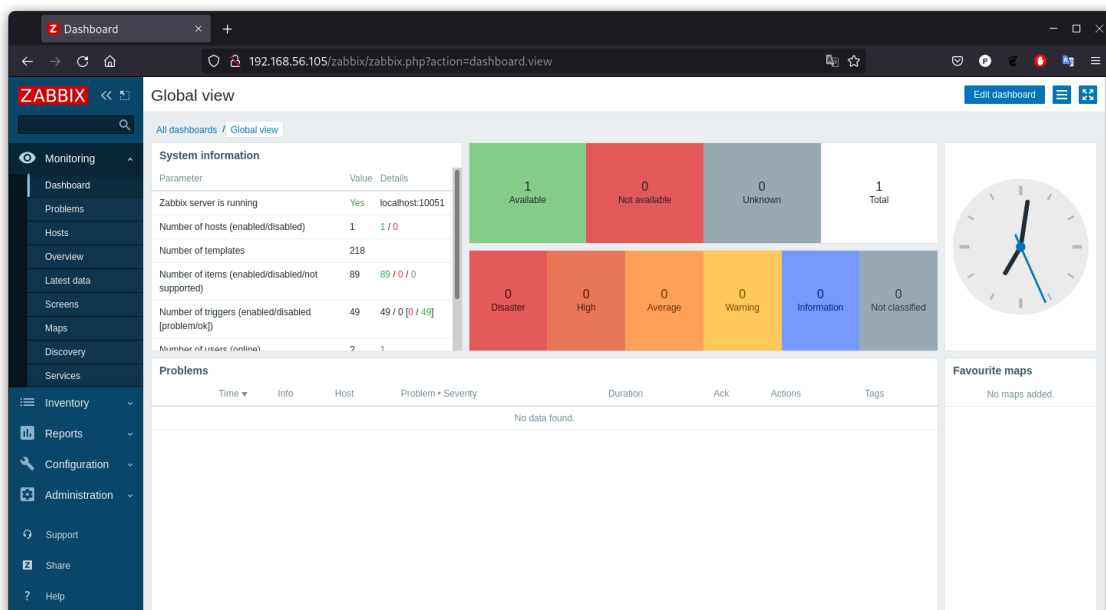 Z Dashboard
192.168.56.105/zabbix/zabbix.php?action=dashboard.view
ZABBIX
Global view
Edit dashboard
All dashboards / Global view
Monitoring
Dashboard
Problems
Hosts
Overview
Latest data
Screens
Maps
Discovery
Services
Inventory
Reports
Configuration
Administration
Support
Z Share
? Help
System information
Parameter Value Details
Zabbix server is running Yes localhost:10051
Number of hosts (enabled/disabled) 1 1 / 0
Number of templates 218
Number of items (enabled/disabled/not 89 89 / 0 / 0
supported)
Number of triggers (enabled/disabled 49 49 / 0 [0 / 49]
[problem/ok])
Number of users (online) 2 1
1 0 0 1
Available Not available Unknown Total
0 0 0 0 0 0
Disaster High Average Warning Information Not classified
Problems
Time Info Host Problem • Severity Duration Ack Actions Tags
No data found.
Favourite maps
No maps added.